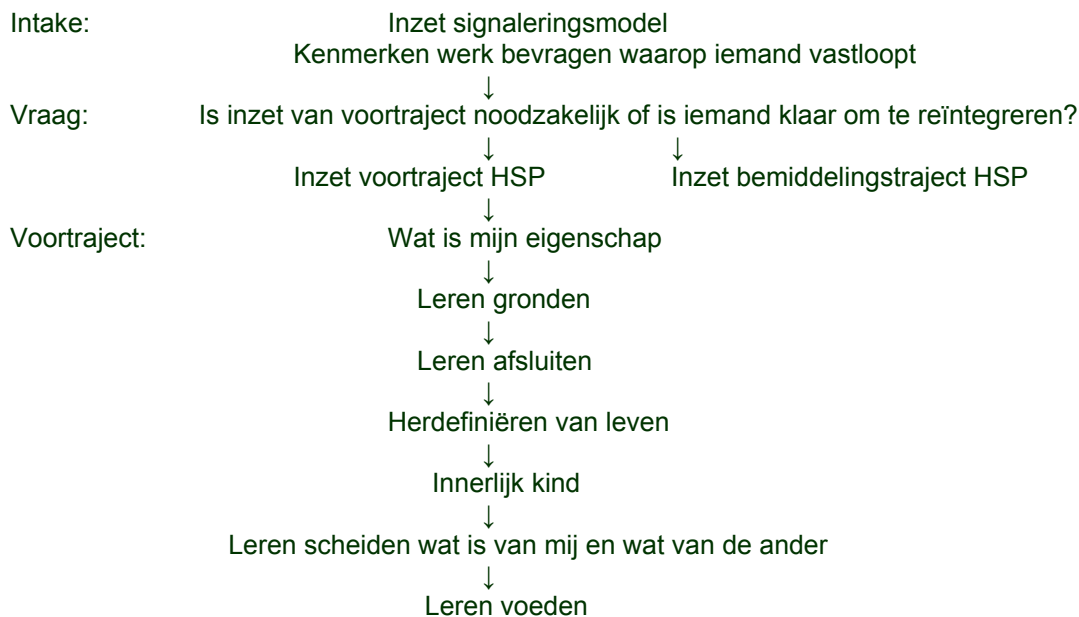 Intake: Inzet signaleringsmodel
Kenmerken werk bevragen waarop iemand vastloopt
↓
Vraag: Is inzet van voortraject noodzakelijk of is iemand klaar om te reïntegreren?
↓ ↓
Inzet voortraject HSP Inzet bemiddelingstraject HSP
↓
Voortraject: Wat is mijn eigenschap
↓
Leren gronden
↓
Leren afsluiten
↓
Herdefiniëren van leven
↓
Innerlijk kind
↓
Leren scheiden wat is van mij en wat van de ander
↓
Leren voeden